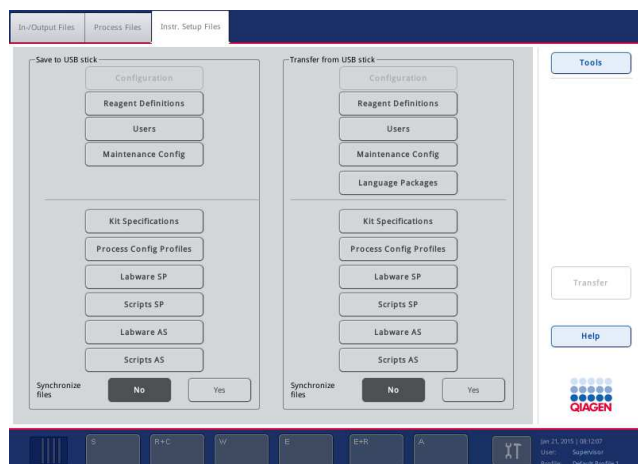 In-/Output Files
Process Files
Instr. Setup Files
Save to USB stick
Configuration
Reagent Definitions
Users
Maintenance Config
Kit Specifications
Process Config Profiles
Labware SP
Scripts SP
Labware AS
Scripts AS
Synchronize
files
No
Yes
Transfer from USB stick
Configuration
Reagent Definitions
Users
Maintenance Config
Language Packages
Kit Specifications
Process Config Profiles
Labware SP
Scripts SP
Labware AS
Scripts AS
Synchronize
files
No
Yes
Tools
Transfer
Help
QIAGEN
S
R+C
W
E
E+R
A
Jan 21, 2015 | 08:12:07
User: Supervisor
Profile: Default Profile 1